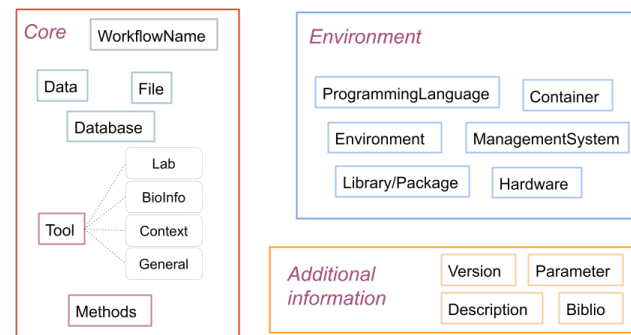 Core
WorkflowName
Data
File
Database
Tool
Lab
BioInfo
Context
General
Methods
Environment
ProgrammingLanguage
Container
Environment
ManagementSystem
Library/Package
Hardware
Additional
information
Version
Parameter
Description
Biblio